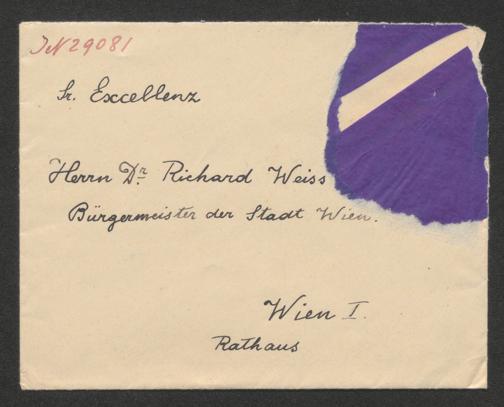 JN 29081
Sr. Excellenz
Herrn Dr. Richard Weiss
Bürgermeister der Stadt Wien.
Wien I.
Rathaus